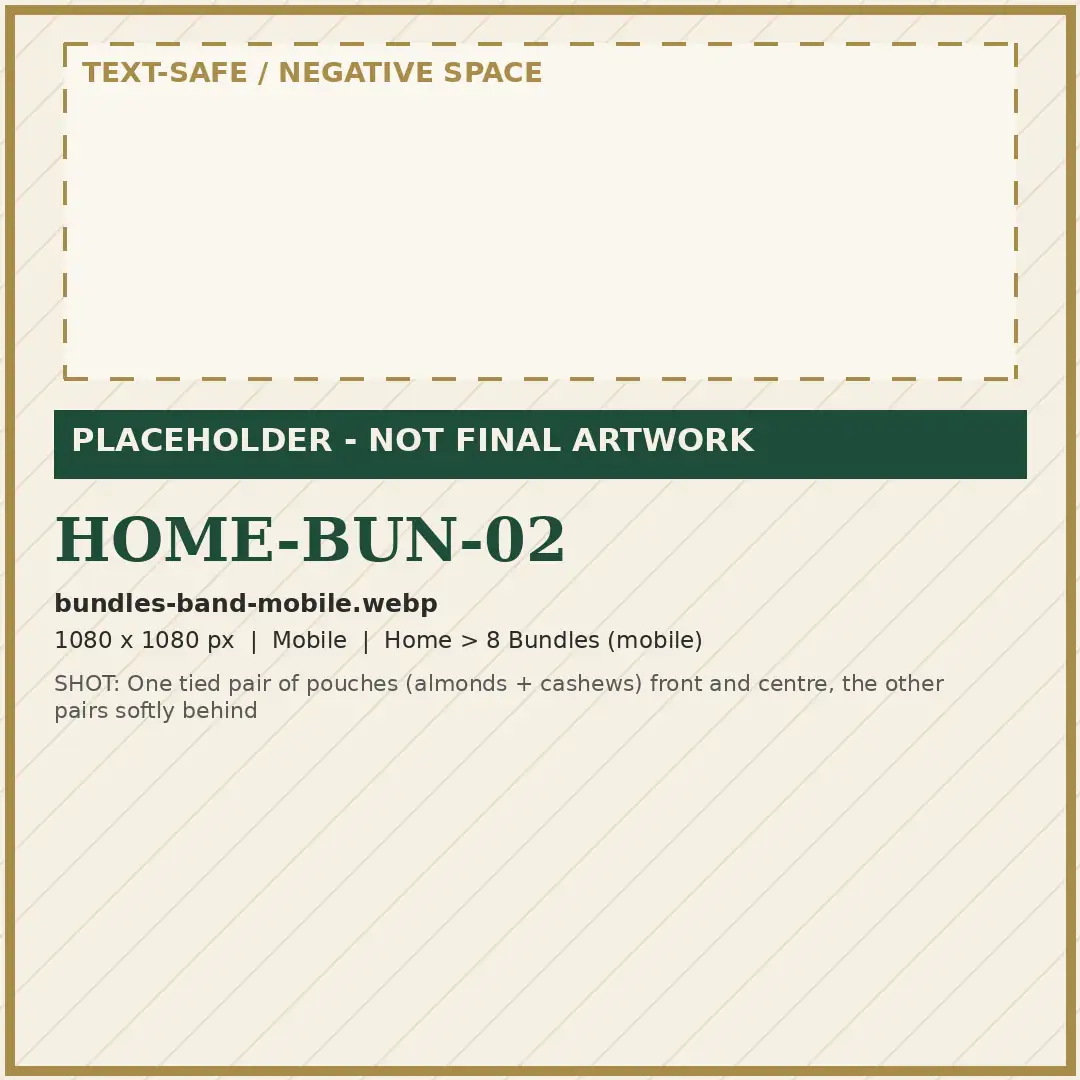 TEXT-SAFE / NEGATIVE SPACE
PLACEHOLDER - NOT FINAL ARTWORK
HOME-BUN-02
bundles-band-mobile.webp
1080 x 1080 px  |  Mobile  |  Home > 8 Bundles (mobile)
SHOT: One tied pair of pouches (almonds + cashews) front and centre, the other
pairs softly behind